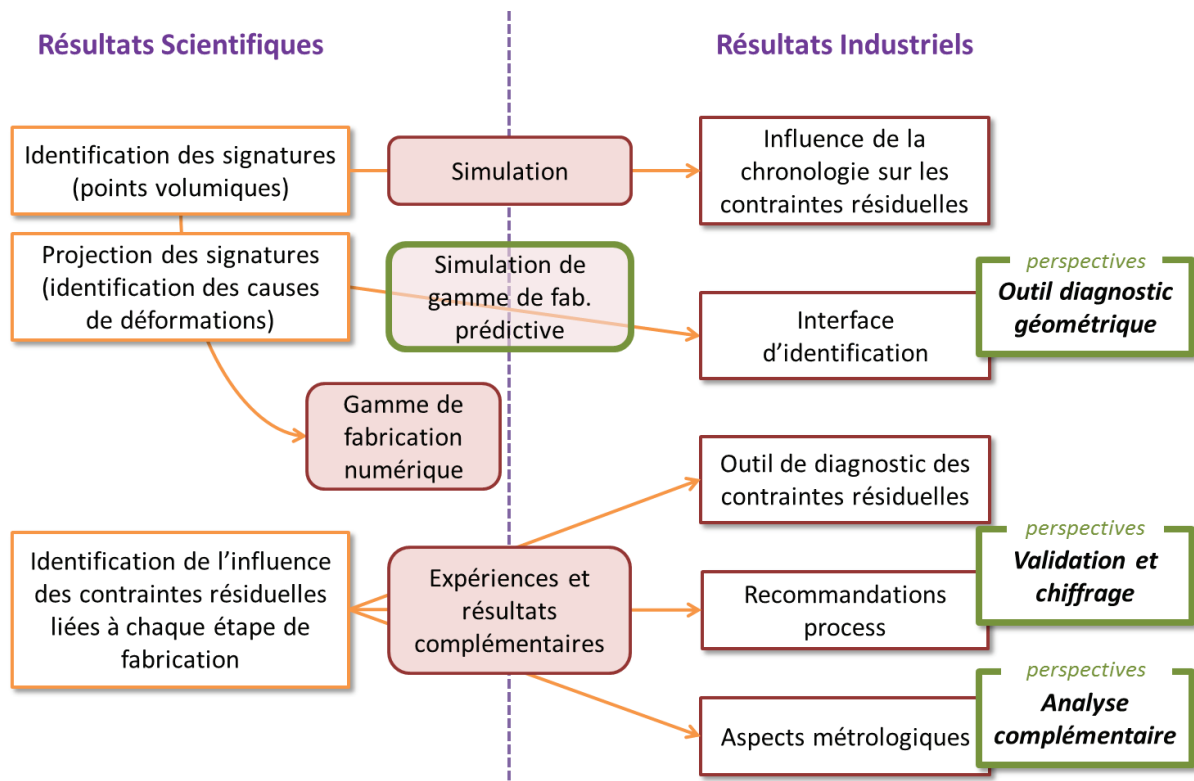 Résultats Scientifiques
Résultats Industriels
Identification des signatures
(points volumiques)
Simulation
Influence de la
chronologie sur les
contraintes résiduelles
Projection des signatures
(identification des causes
de déformations)
Simulation de
gamme de fab.
prédictive
Interface
d’identification
perspectives
Outil diagnostic
géométrique
Gamme de
fabrication
numérique
Outil de diagnostic des
contraintes résiduelles
Identification de l’influence
des contraintes résiduelles
liées à chaque étape de
fabrication
Expériences et
résultats
complémentaires
Recommandations
process
perspectives
Validation et
chiffrage
Aspects métrologiques
perspectives
Analyse
complémentaire